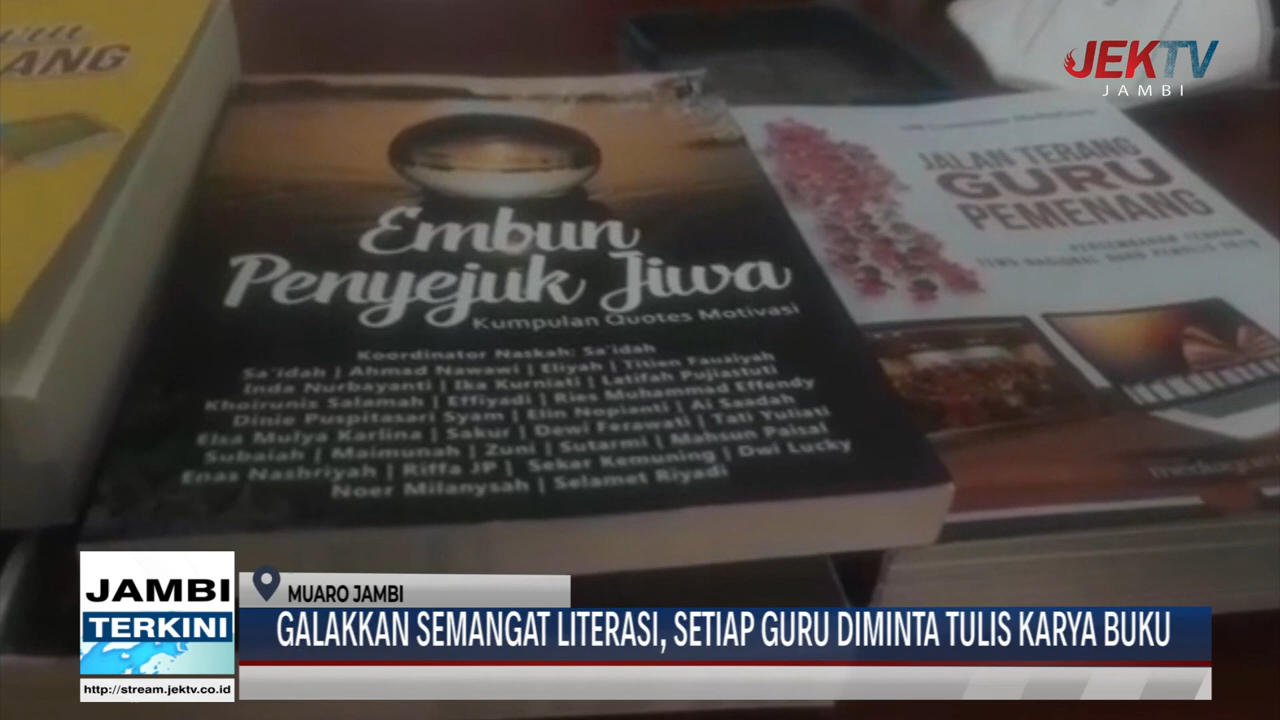 JEKTV
JAMBI
ANG
Embun
Penyejuk Jiwa
Kumpulan Quotes Motivasi
Koordinator Naskah: Sa'idah
Sa'idah | Ahmad Nawawi | Eliyah | Titien Fauziyah
Inda Nurbayanti | Ika Kurniati | Latifah Pujiastuti
Khoirunis Salamah | Effiyadi | Ries Muhammad Effendy
Dinie Puspitasari Syam | Elin Nopianti | Ai Saadah
Elsa Mulya Karlina | Sakur | Dewi Ferawati | Tati Yuliati
Subaiah | Maimunah | Zuni | Sutarmi | Mahsun Paisal
Enas Nashriyah | Riffa JP | Sekar Kemuning | Dwi Lucky
Noer Milanysah | Selamet Riyadi
JALAN TERANG
GURU
PEMENANG
JAMBI
TERKINI
http://stream.jektv.co.id
MUARO JAMBI
GALAKKAN SEMANGAT LITERASI, SETIAP GURU DIMINTA TULIS KARYA BUKU